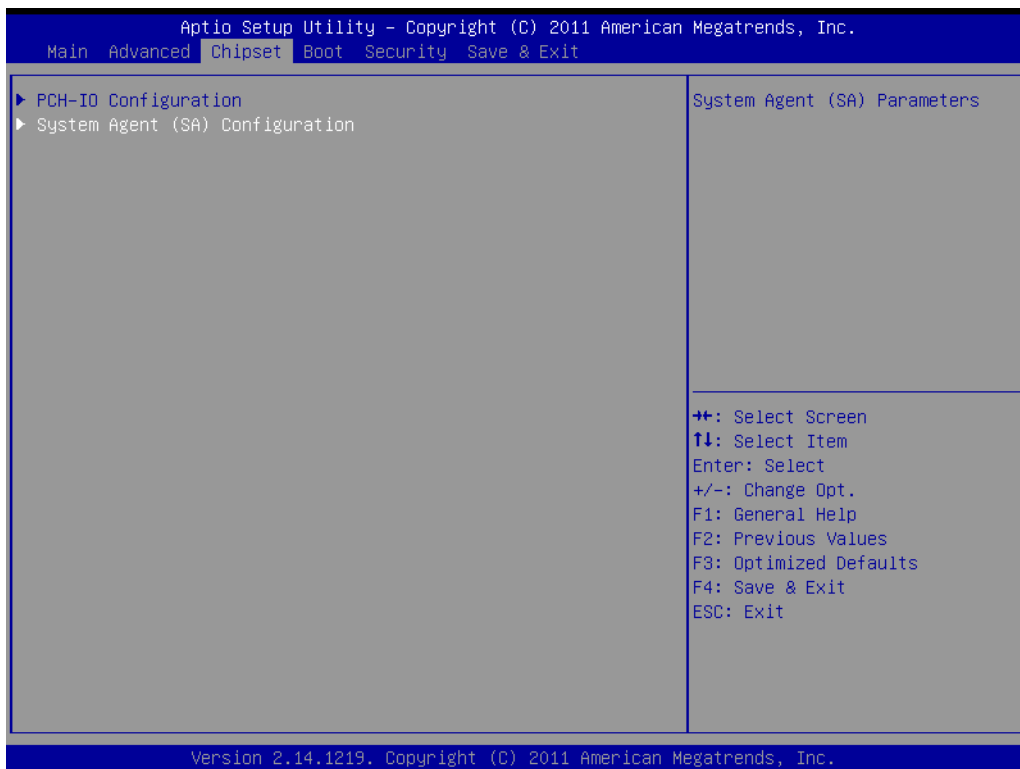 Aptio Setup Utility – Copyright (C) 2011 American Megatrends, Inc.
Main Advanced Chipset Boot Security Save & Exit
▶ PCH-IO Configuration
▶ System Agent (SA) Configuration
System Agent (SA) Parameters
→←: Select Screen
↑↓: Select Item
Enter: Select
+/-: Change Opt.
F1: General Help
F2: Previous Values
F3: Optimized Defaults
F4: Save & Exit
ESC: Exit
Version 2.14.1219. Copyright (C) 2011 American Megatrends, Inc.